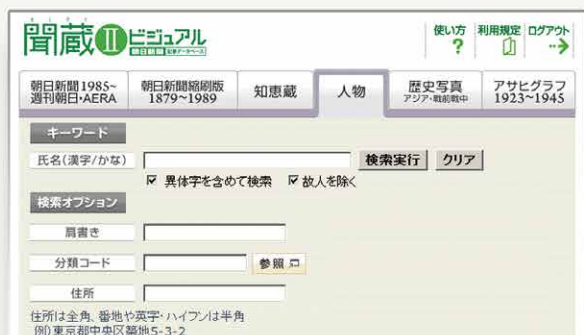 聞蔵IIビジュアル
朝日新聞記事データベース
使い方 利用規定 ログアウト
?
朝日新聞1985~ 週刊朝日・AERA
朝日新聞縮刷版 1879~1989
知恵蔵
人物
歴史写真 アジア・戦前戦中
アサヒグラフ 1923~1945
キーワード
氏名(漢字/かな) 検索実行 クリア
異体字を含めて検索 故人を除く
検索オプション
肩書き
分類コード 参照
住所
住所は全角、番地や英字・ハイフンは半角
例)東京都中央区築地5-3-2